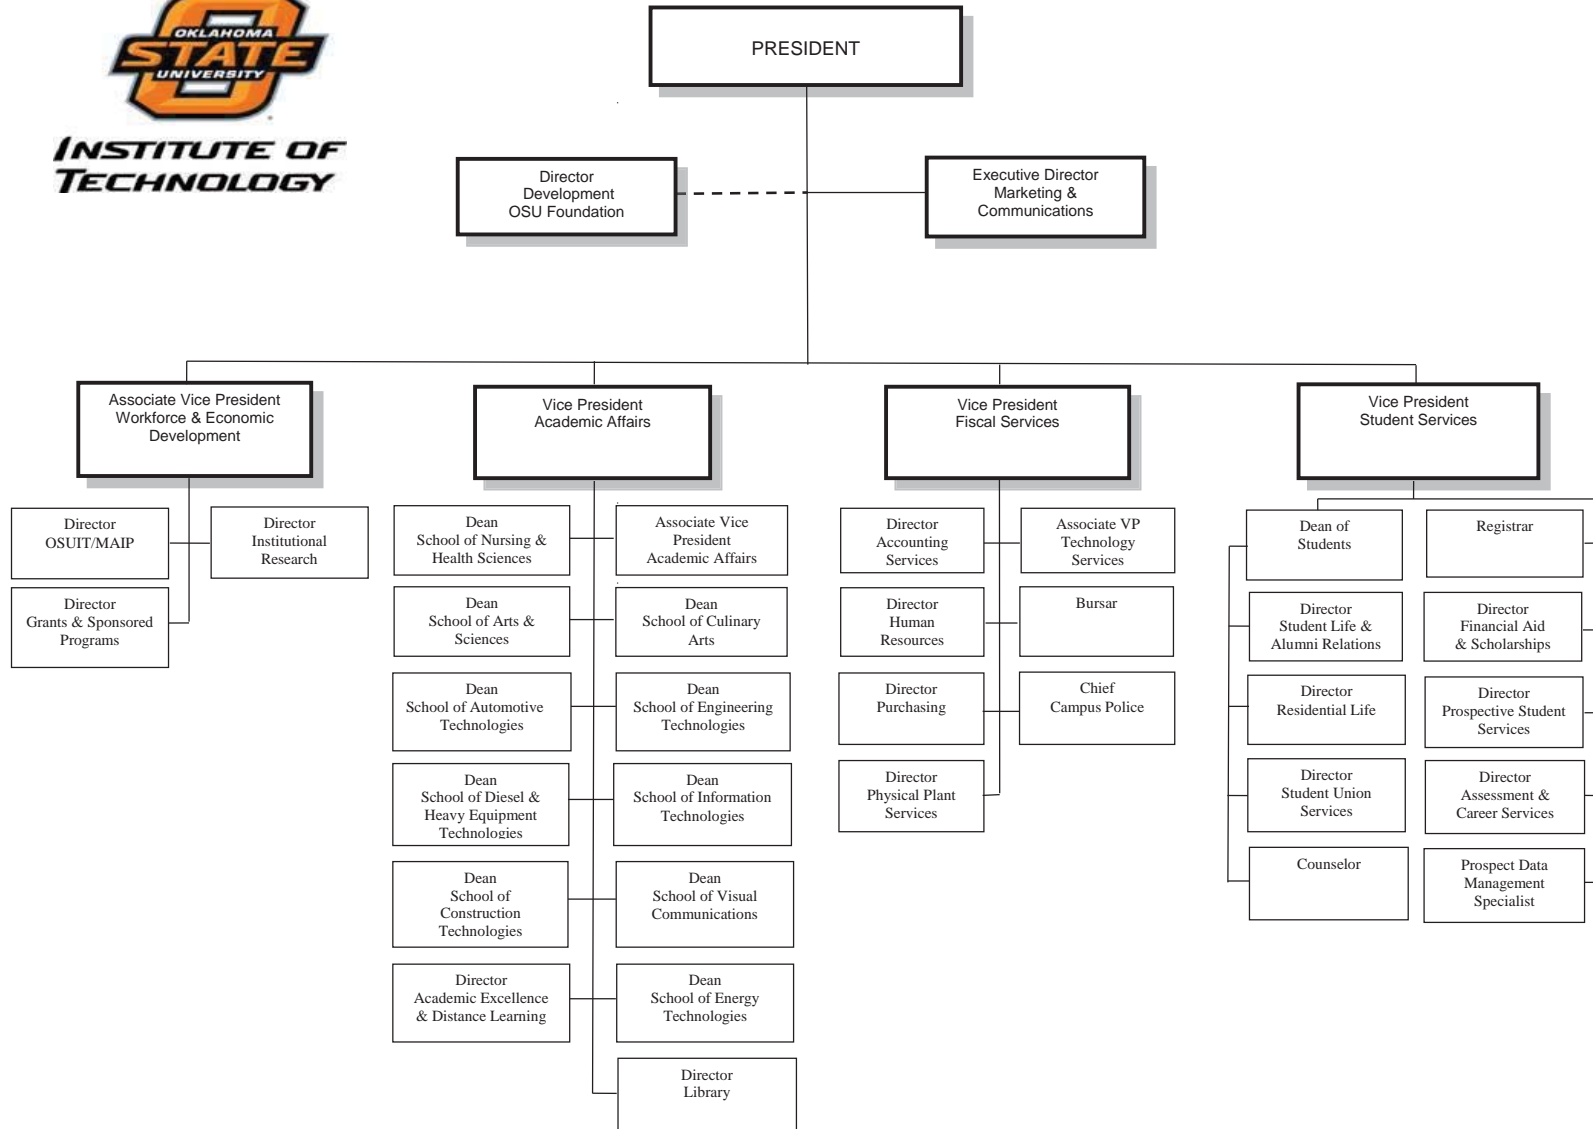 OKLAHOMA
STATE
UNIVERSITY
INSTITUTE OF
TECHNOLOGY
PRESIDENT
Director
Development
OSU Foundation
Executive Director
Marketing &
Communications
Associate Vice President
Workforce & Economic
Development
Vice President
Academic Affairs
Vice President
Fiscal Services
Vice President
Student Services
Director
OSUIT/MAIP
Director
Institutional
Research
Director
Grants & Sponsored
Programs
Dean
School of Nursing &
Health Sciences
Associate Vice
President
Academic Affairs
Dean
School of Arts &
Sciences
Dean
School of Culinary
Arts
Dean
School of Automotive
Technologies
Dean
School of Engineering
Technologies
Dean
School of Diesel &
Heavy Equipment
Technologies
Dean
School of Information
Technologies
Dean
School of
Construction
Technologies
Dean
School of Visual
Communications
Director
Academic Excellence
& Distance Learning
Dean
School of Energy
Technologies
Director
Library
Director
Accounting
Services
Associate VP
Technology
Services
Director
Human
Resources
Bursar
Director
Purchasing
Chief
Campus Police
Director
Physical Plant
Services
Dean of
Students
Registrar
Director
Student Life &
Alumni Relations
Director
Financial Aid
& Scholarships
Director
Residential Life
Director
Prospective Student
Services
Director
Student Union
Services
Director
Assessment &
Career Services
Counselor
Prospect Data
Management
Specialist